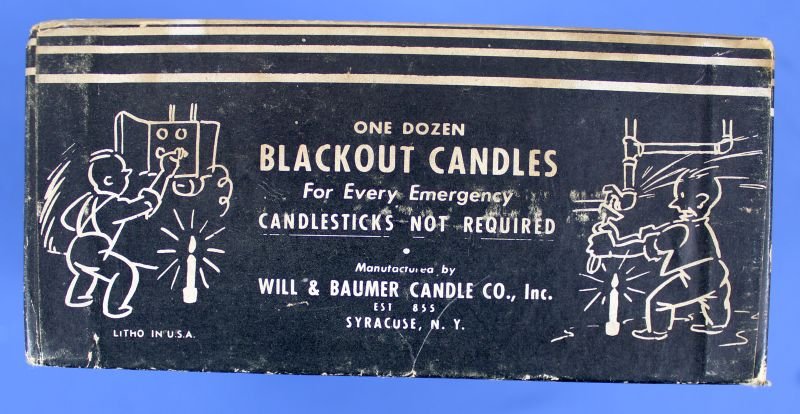 ONE DOZEN
BLACKOUT CANDLES
For Every Emergency
CANDLESTICKS NOT REQUIRED
Manufactured by
WILL & BAUMER CANDLE CO., Inc.
EST 855
SYRACUSE, N. Y.
LITHO IN U.S.A.